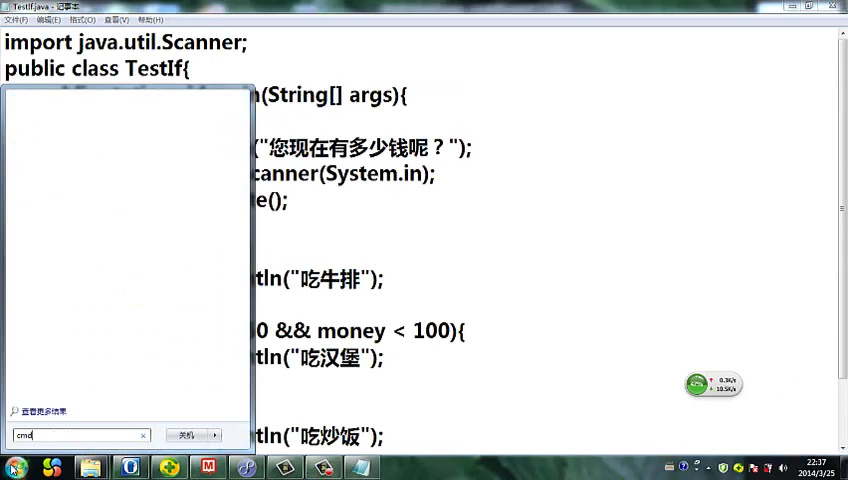 TestIf.java - 记事本
文件(F) 编辑(E) 格式(O) 查看(V) 帮助(H)
import java.util.Scanner;
public class TestIf{
(String[] args){
("您现在有多少钱呢？");
canner(System.in);
le();
tln("吃牛排");
0 && money < 100){
tln("吃汉堡");
tln("吃炒饭");
查看更多结果
cmd
关机
42%
0.3K/s
10.5K/s
22:37
2014/3/25